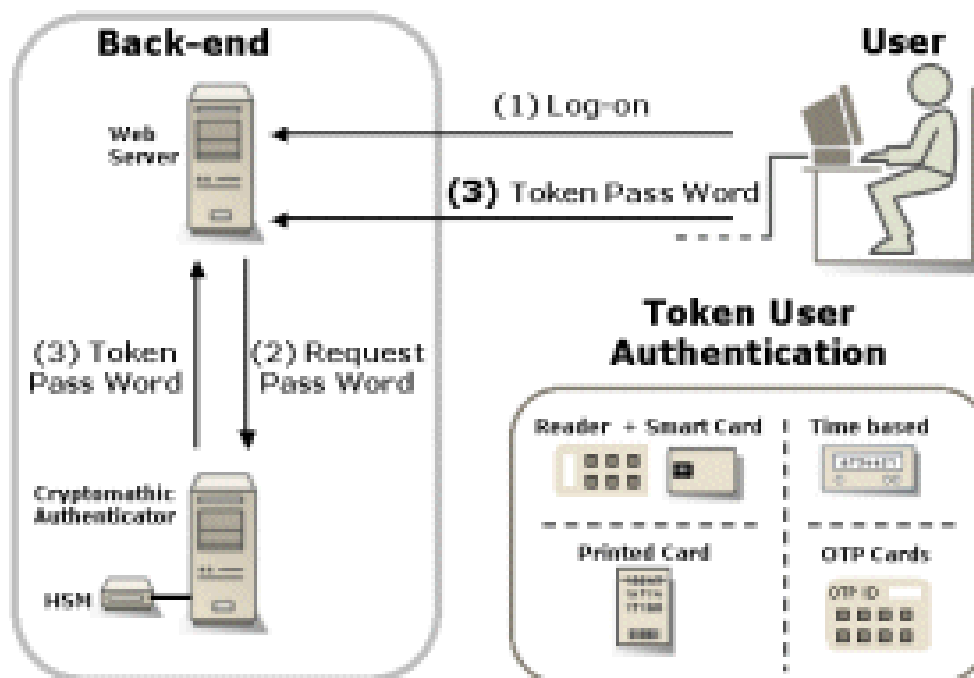 Back-end
User
(1) Log-on
Web
Server
(3) Token Pass Word
(3) Token
Pass Word
(2) Request
Pass Word
Token User
Authentication
Reader + Smart Card
Time based
Cryptomathic
Authenticator
HSM
Printed Card
OTP Cards
OTP ID